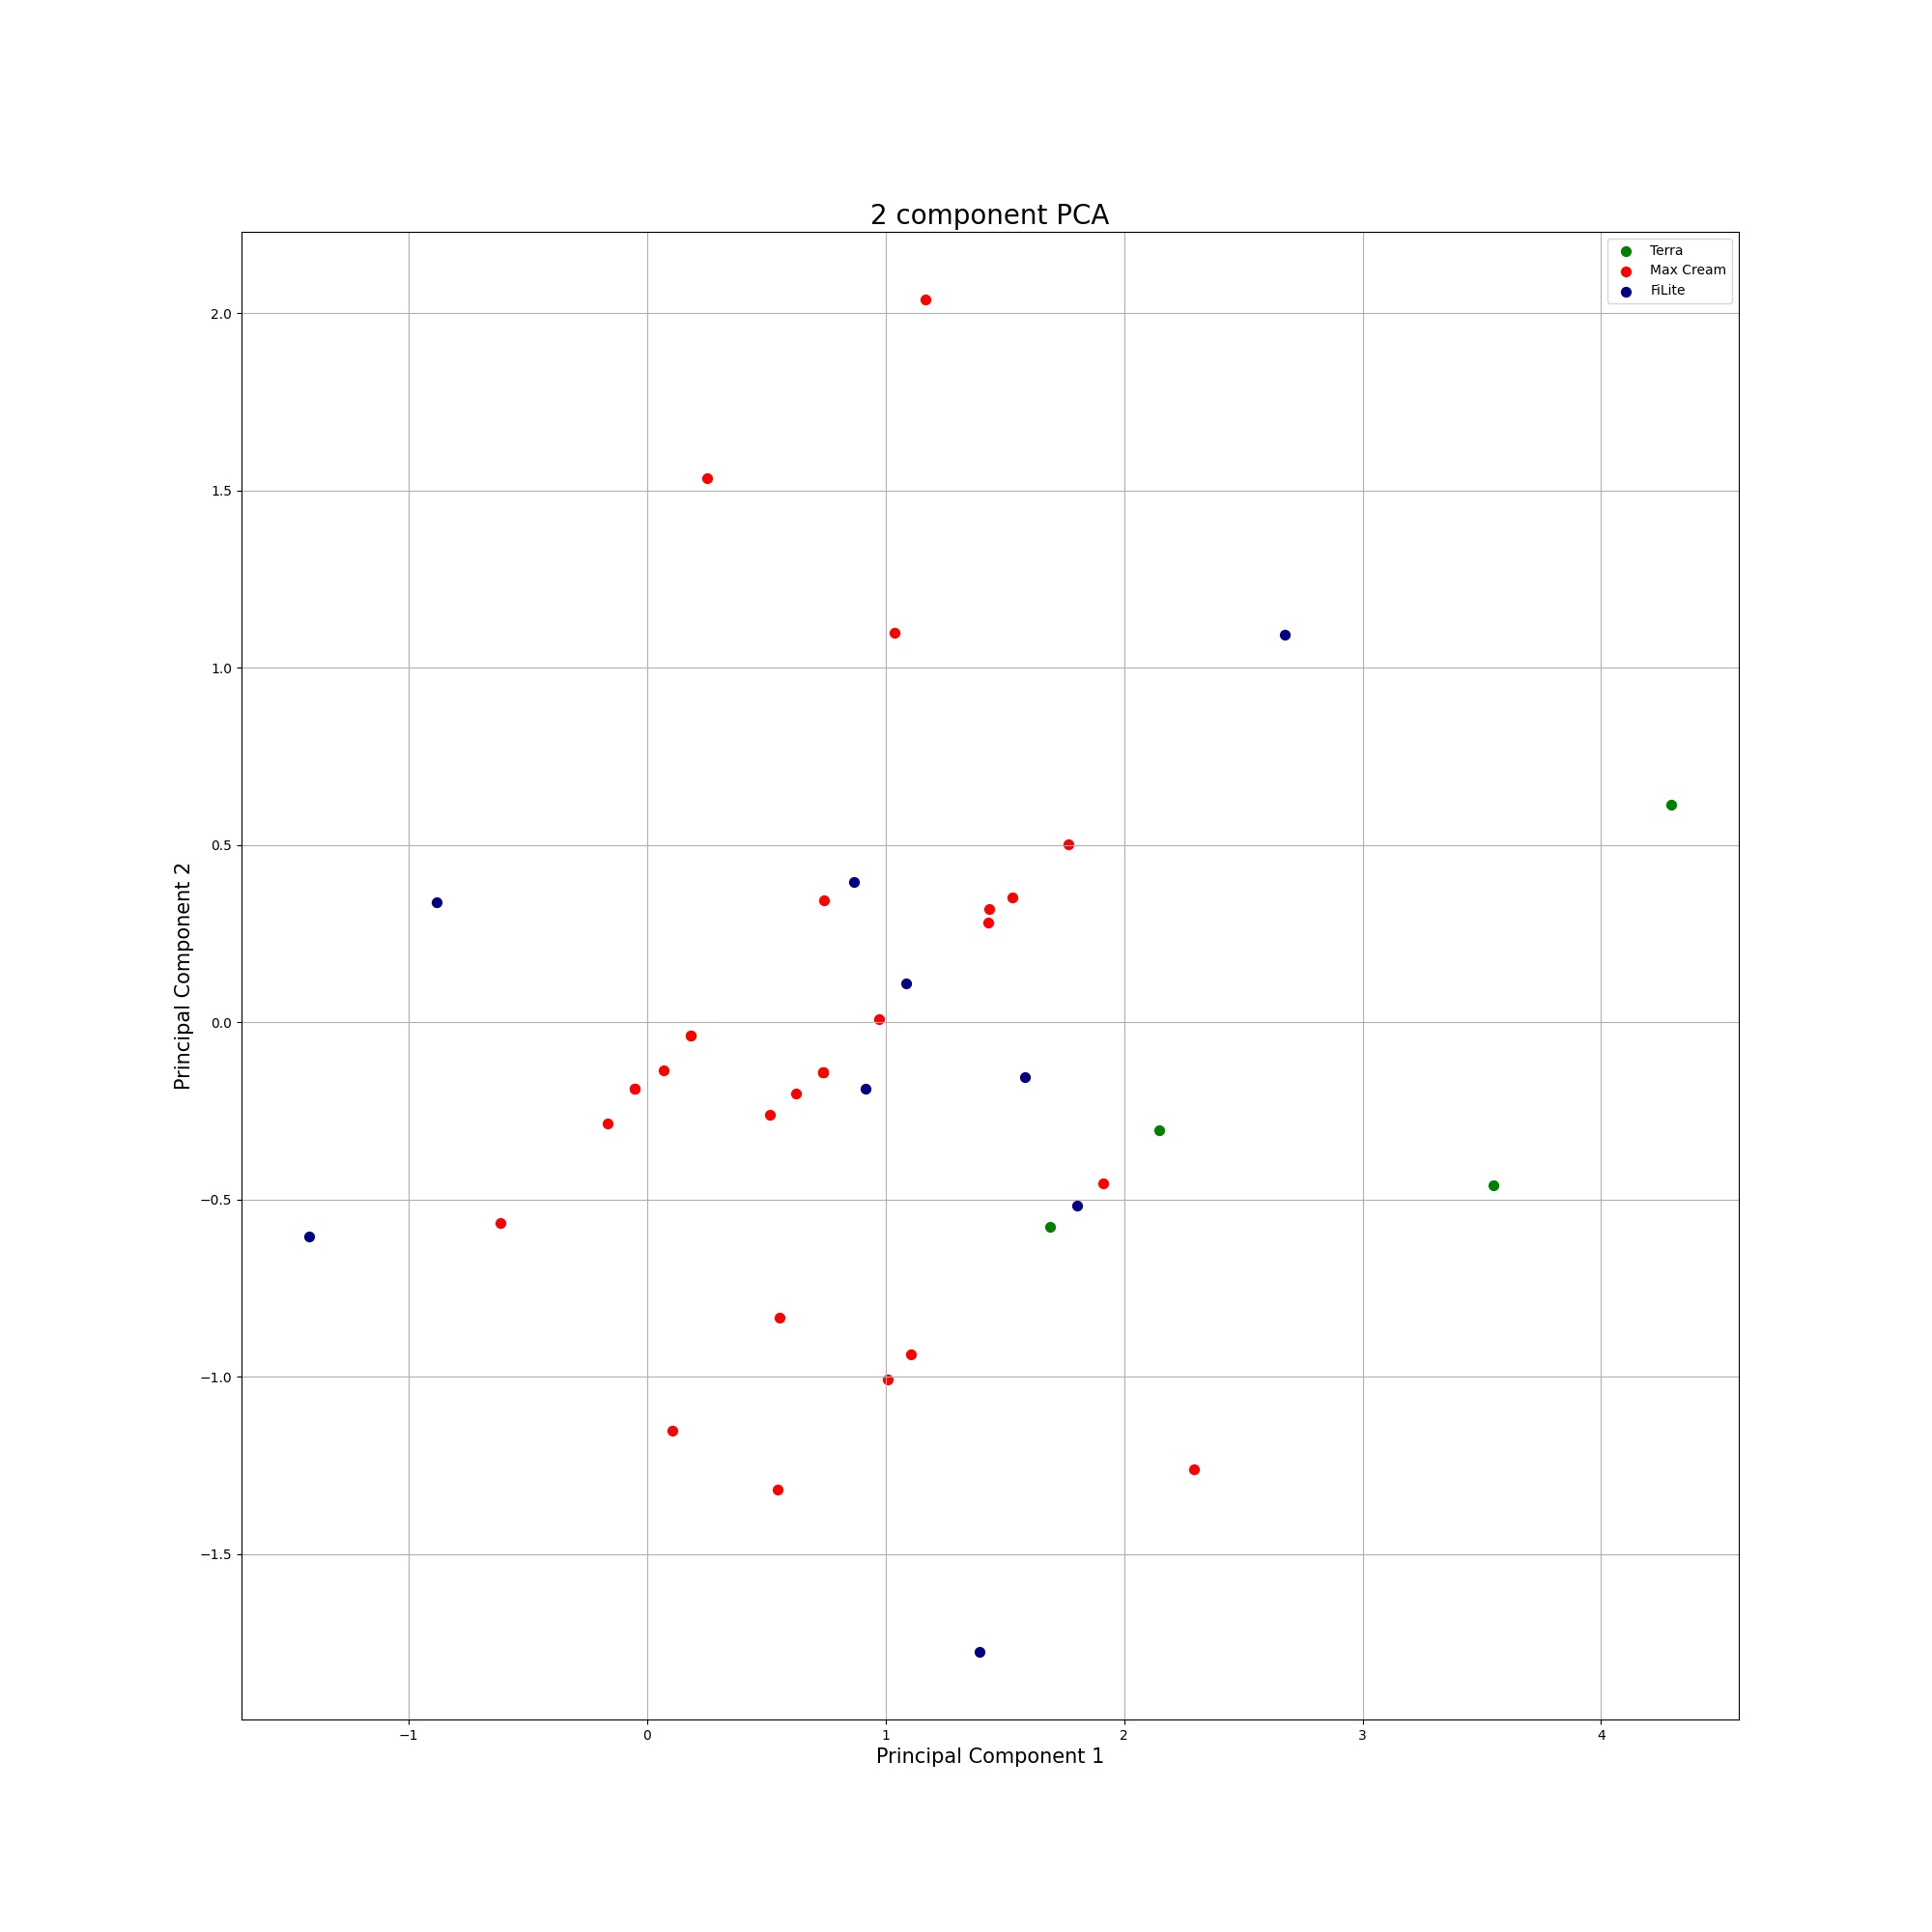 2 component PCA
Terra
Max Cream
FiLite
2.0
1.5
1.0
0.5
0.0
−0.5
−1.0
−1.5
Principal Component 2
−1 0 1 2 3 4
Principal Component 1